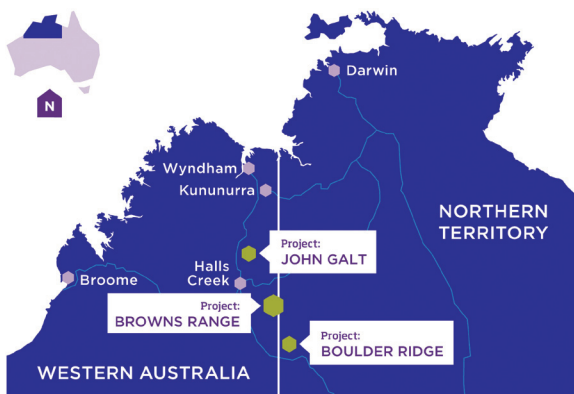 N
Darwin
Wyndham
Kununurra
NORTHERN
TERRITORY
Project:
JOHN GALT
Halls
Creek
Broome
Project:
BROWNS RANGE
Project:
BOULDER RIDGE
WESTERN AUSTRALIA